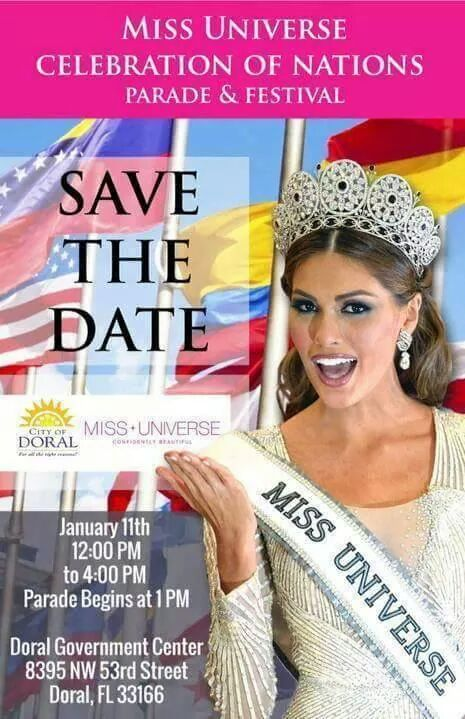 MISS UNIVERSE
CELEBRATION OF NATIONS
PARADE & FESTIVAL
SAVE
THE
DATE
CITY OF
DORAL
For all the right reasons!
MISS UNIVERSE
CONFIDENTLY BEAUTIFUL
January 11th
12:00 PM
to 4:00 PM
Parade Begins at 1 PM
Doral Government Center
8395 NW 53rd Street
Doral, FL 33166
MISS UNIVERSE